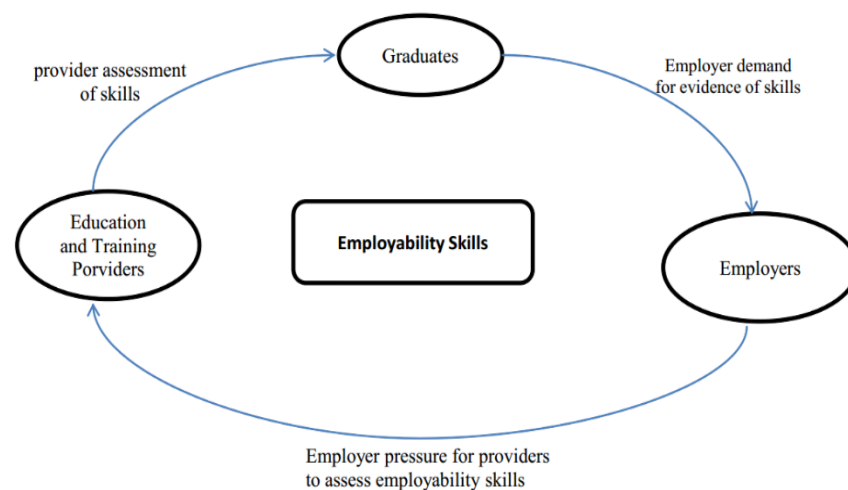 Graduates
provider assessment
of skills
Employer demand
for evidence of skills
Education
and Training
Porviders
Employability Skills
Employers
Employer pressure for providers
to assess employability skills